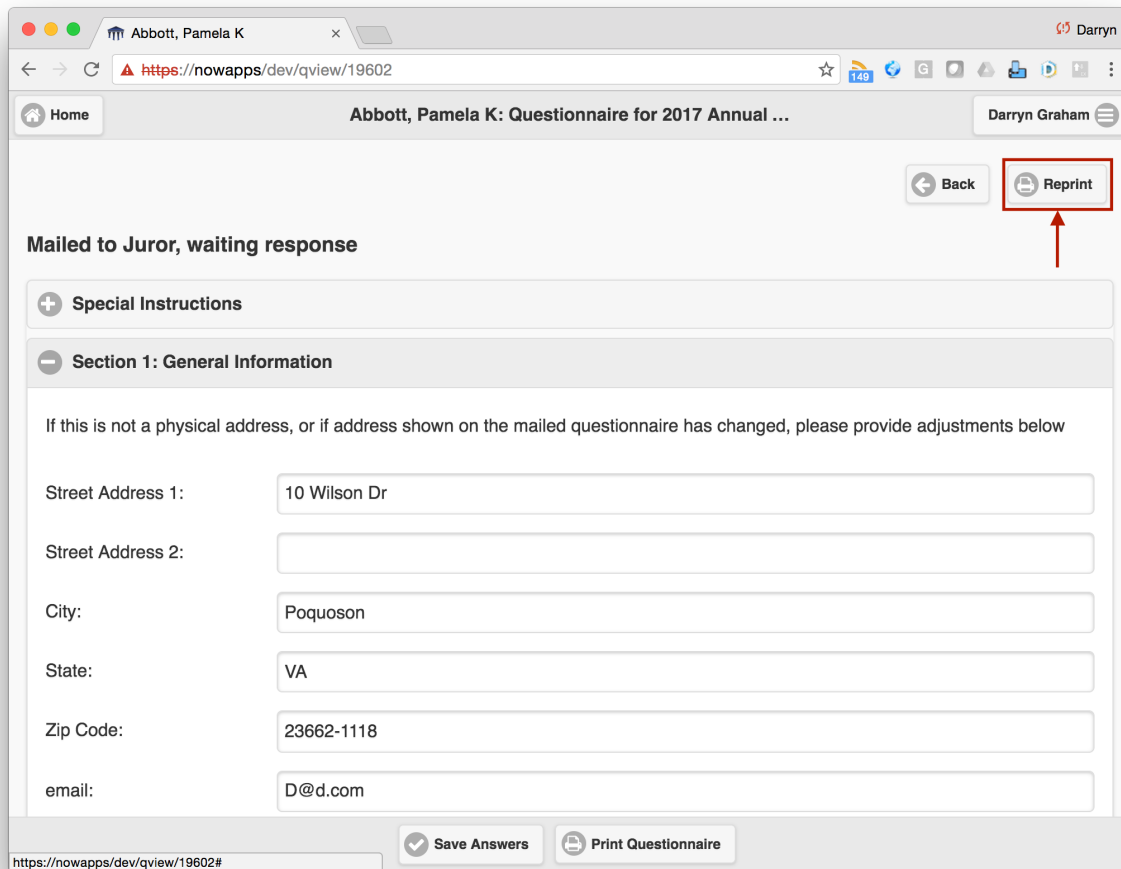 Abbott, Pamela K
Darryn
https://nowapps/dev/qview/19602
149
G
D
Home
Abbott, Pamela K: Questionnaire for 2017 Annual ...
Darryn Graham
Back
Reprint
Mailed to Juror, waiting response
Special Instructions
Section 1: General Information
If this is not a physical address, or if address shown on the mailed questionnaire has changed, please provide adjustments below
Street Address 1:
10 Wilson Dr
Street Address 2:
City:
Poquoson
State:
VA
Zip Code:
23662-1118
email:
D@d.com
Save Answers
Print Questionnaire
https://nowapps/dev/qview/19602#